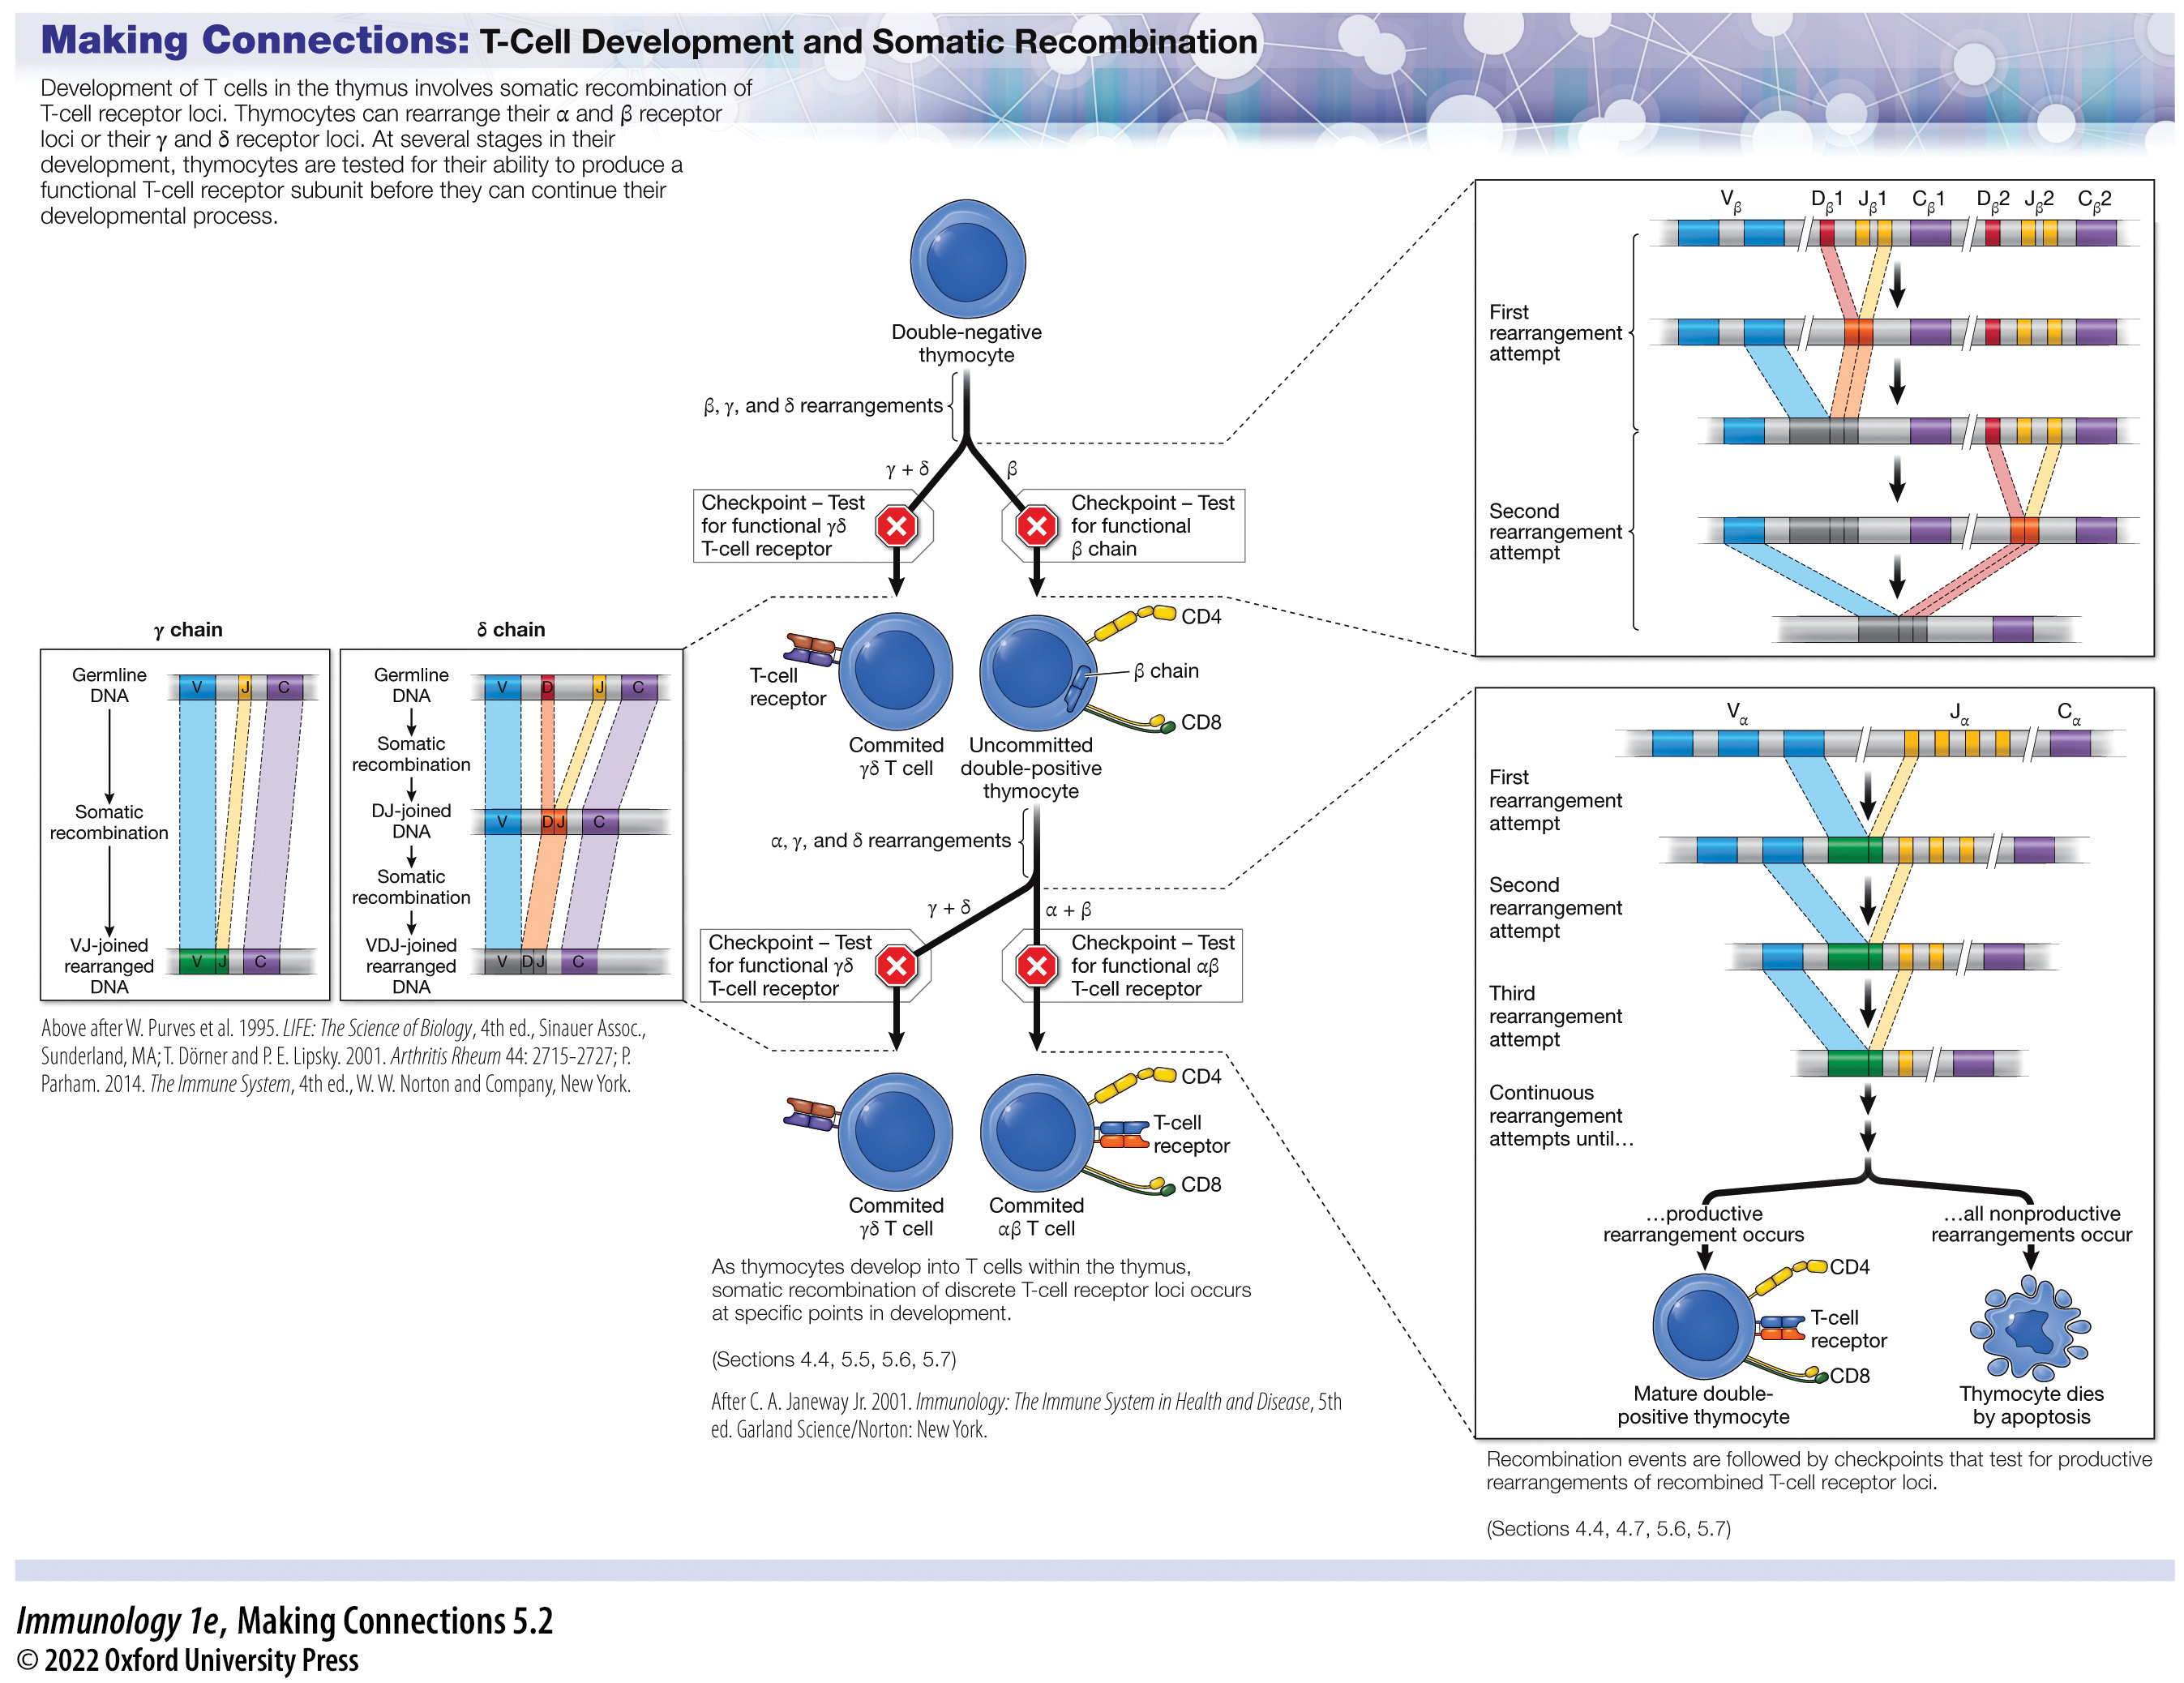 Making Connections: T-Cell Development and Somatic Recombination
Development of T cells in the thymus involves somatic recombination of
T-cell receptor loci. Thymocytes can rearrange their α and β receptor
loci or their γ and δ receptor loci. At several stages in their
development, thymocytes are tested for their ability to produce a
functional T-cell receptor subunit before they can continue their
developmental process.
Double-negative
thymocyte
β, γ, and δ rearrangements
γ + δ
β
Checkpoint – Test
for functional γδ
T-cell receptor
Checkpoint – Test
for functional
β chain
T-cell
receptor
CD4
β chain
CD8
Commited
γδ T cell
Uncommitted
double-positive
thymocyte
α, γ, and δ rearrangements
γ + δ
α + β
Checkpoint – Test
for functional γδ
T-cell receptor
Checkpoint – Test
for functional αβ
T-cell receptor
CD4
T-cell
receptor
CD8
Commited
γδ T cell
Commited
αβ T cell
As thymocytes develop into T cells within the thymus,
somatic recombination of discrete T-cell receptor loci occurs
at specific points in development.
(Sections 4.4, 5.5, 5.6, 5.7)
After C. A. Janeway Jr. 2001. Immunology: The Immune System in Health and Disease, 5th
ed. Garland Science/Norton: New York.
γ chain
Germline
DNA
V J C
Somatic
recombination
VJ-joined
rearranged
DNA
V J C
δ chain
Germline
DNA
V D J C
Somatic
recombination
DJ-joined
DNA
V D J C
Somatic
recombination
VDJ-joined
rearranged
DNA
V D J C
Above after W. Purves et al. 1995. LIFE: The Science of Biology, 4th ed., Sinauer Assoc.,
Sunderland, MA; T. Dörner and P. E. Lipsky. 2001. Arthritis Rheum 44: 2715-2727; P.
Parham. 2014. The Immune System, 4th ed., W. W. Norton and Company, New York.
Vβ Dβ1 Jβ1 Cβ1 Dβ2 Jβ2 Cβ2
First
rearrangement
attempt
Second
rearrangement
attempt
Vα Jα Cα
First
rearrangement
attempt
Second
rearrangement
attempt
Third
rearrangement
attempt
Continuous
rearrangement
attempts until…
…productive
rearrangement occurs
…all nonproductive
rearrangements occur
CD4
T-cell
receptor
CD8
Mature double-
positive thymocyte
Thymocyte dies
by apoptosis
Recombination events are followed by checkpoints that test for productive
rearrangements of recombined T-cell receptor loci.
(Sections 4.4, 4.7, 5.6, 5.7)
Immunology 1e, Making Connections 5.2
© 2022 Oxford University Press